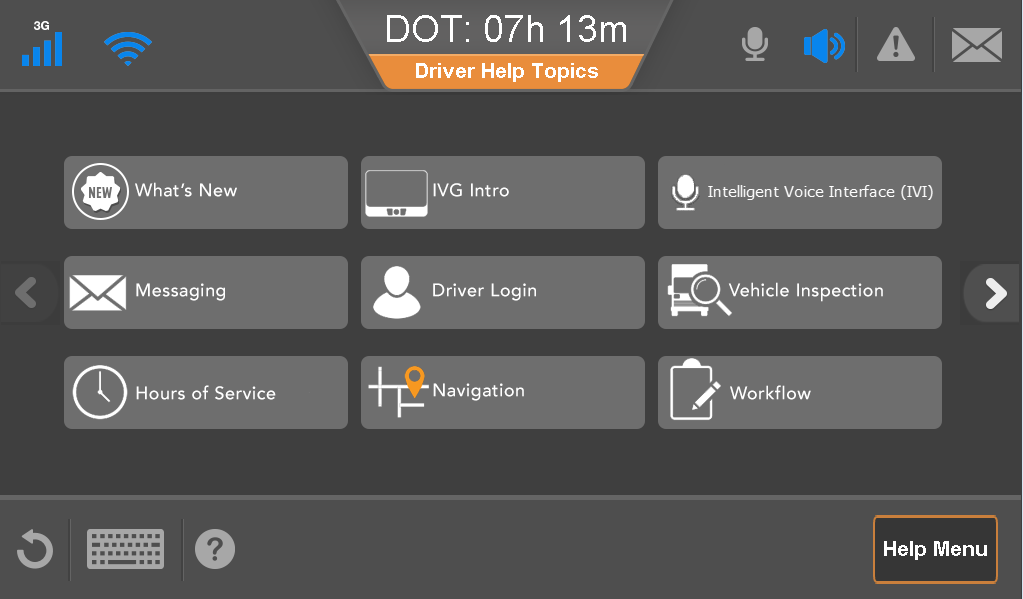 3G
DOT: 07h 13m
Driver Help Topics
NEW
What's New
IVG Intro
Intelligent Voice Interface (IVI)
Messaging
Driver Login
Vehicle Inspection
Hours of Service
Navigation
Workflow
?
Help Menu